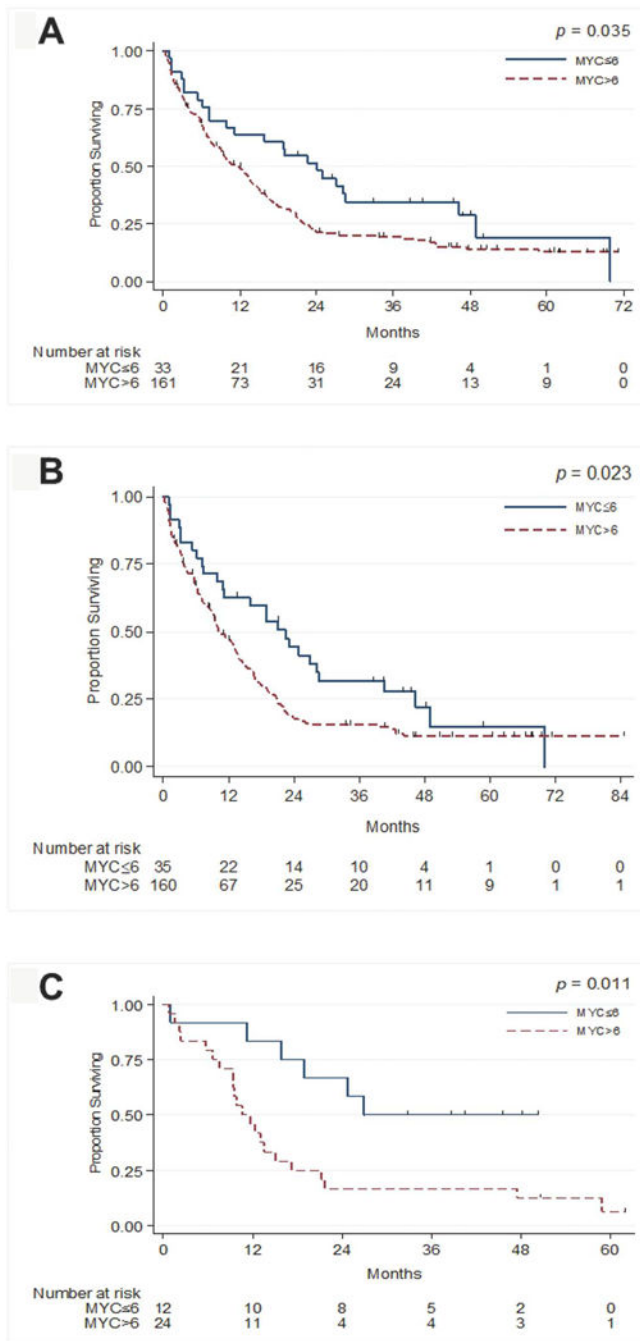 A
p = 0.035
1.00
MYC≤6
MYC>6
0.75
0.50
0.25
0.00
Proportion Surviving
0 12 24 36 48 60 72
Months
Number at risk
MYC≤6 33 21 16 9 4 1 0
MYC>6 161 73 31 24 13 9 0
B
p = 0.023
1.00
MYC≤6
MYC>6
0.75
0.50
0.25
0.00
Proportion Surviving
0 12 24 36 48 60 72 84
Months
Number at risk
MYC≤6 35 22 14 10 4 1 0 0
MYC>6 160 67 25 20 11 9 1 1
C
p = 0.011
1.00
MYC≤6
MYC>6
0.75
0.50
0.25
0.00
Proportion Surviving
0 12 24 36 48 60
Months
Number at risk
MYC≤6 12 10 8 5 2 0
MYC>6 24 11 4 4 3 1